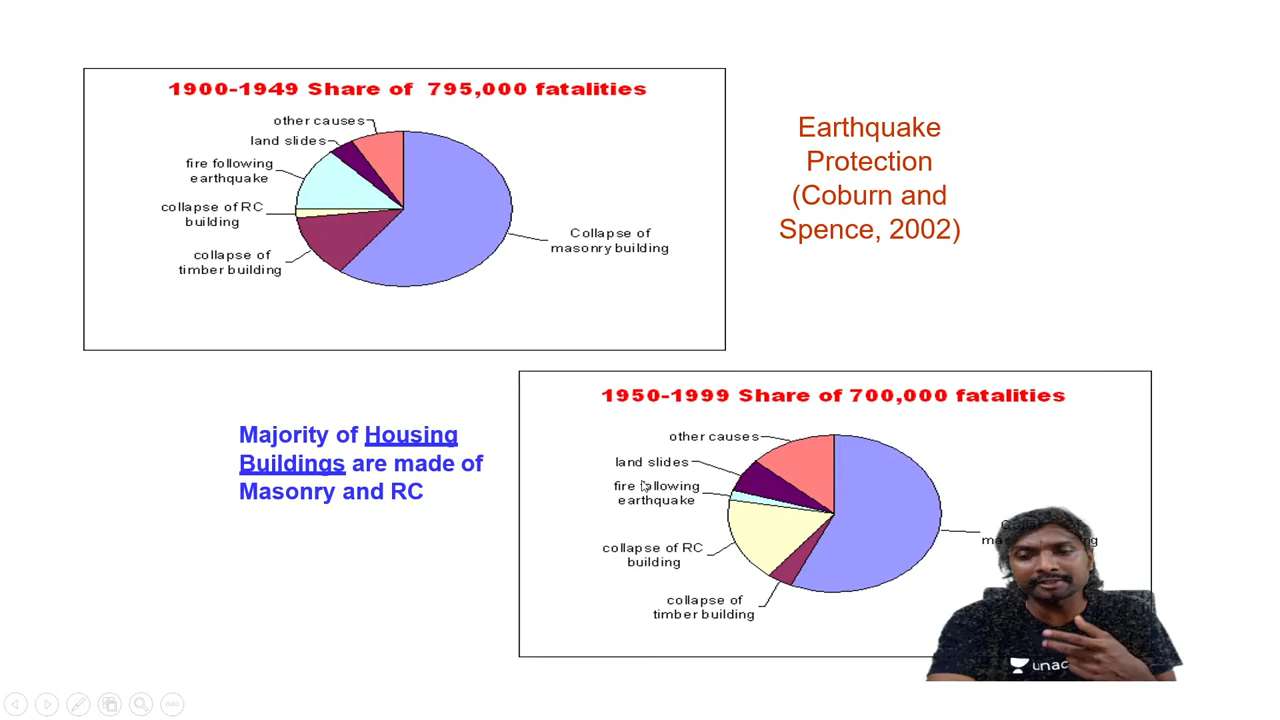 1900-1949 Share of 795,000 fatalities
other causes
land slides
fire following
earthquake
collapse of RC
building
collapse of
timber building
Collapse of
masonry building
Earthquake
Protection
(Coburn and
Spence, 2002)
Majority of Housing
Buildings are made of
Masonry and RC
1950-1999 Share of 700,000 fatalities
other causes
land slides
fire following
earthquake
collapse of RC
building
collapse of
timber building